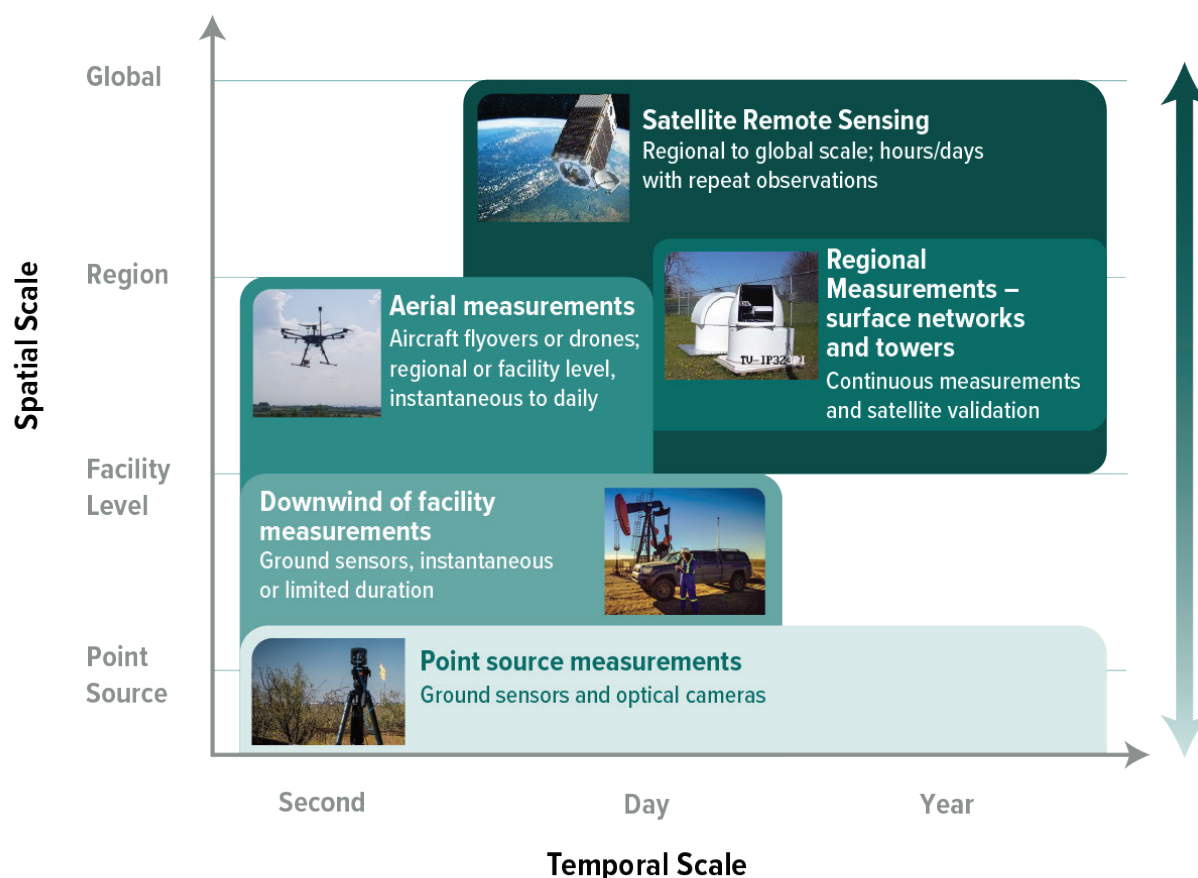 Global
Satellite Remote Sensing
Regional to global scale; hours/days
with repeat observations
Region
Regional
Measurements –
surface networks
and towers
Continuous measurements
and satellite validation
Aerial measurements
Aircraft flyovers or drones;
regional or facility level,
instantaneous to daily
Spatial Scale
Facility
Level
Downwind of facility
measurements
Ground sensors, instantaneous
or limited duration
Point
Source
Point source measurements
Ground sensors and optical cameras
Second
Day
Year
Temporal Scale